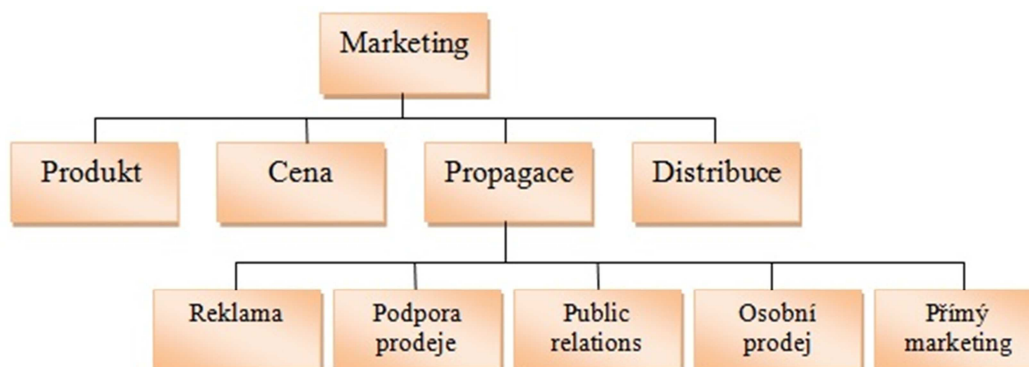 Marketing
Produkt
Cena
Propagace
Distribuce
Reklama
Podpora
prodeje
Public
relations
Osobní
prodej
Přímý
marketing